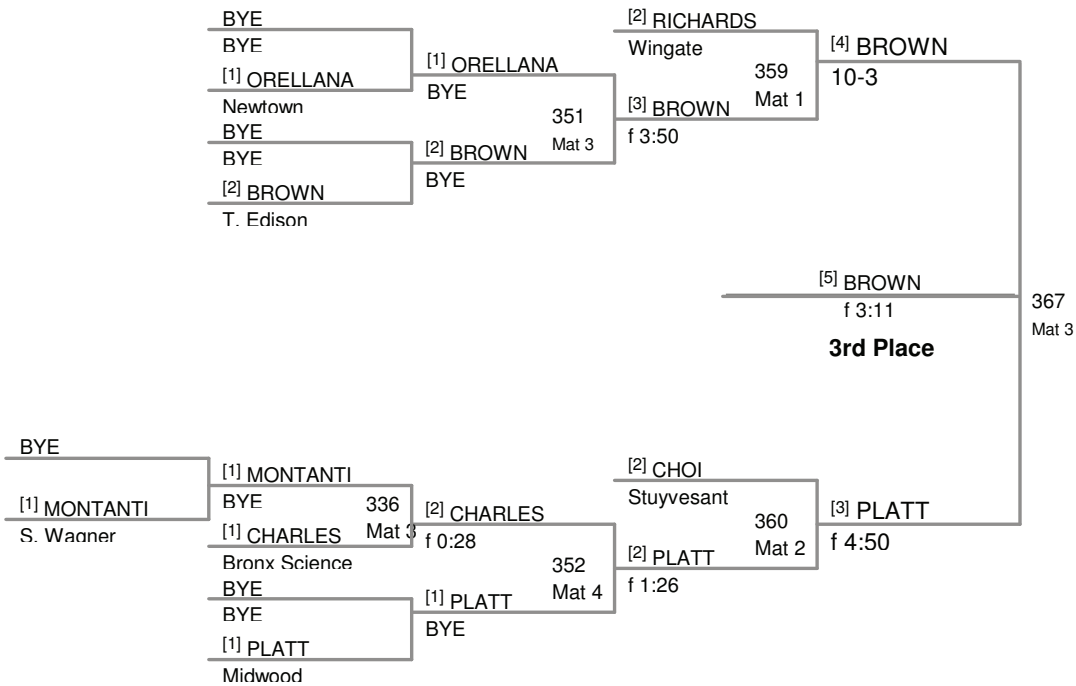 BYE
BYE
[1] ORELLANA
Newtown
BYE
BYE
[2] BROWN
T. Edison
[1] ORELLANA
BYE
[2] BROWN
BYE
351
Mat 3
[2] RICHARDS
Wingate
[3] BROWN
f 3:50
359
Mat 1
[4] BROWN
10-3
[5] BROWN
f 3:11
3rd Place
367
Mat 3
BYE
[1] MONTANTI
S. Wagner
[1] MONTANTI
BYE
[1] CHARLES
Bronx Science
336
Mat 3
BYE
BYE
[1] PLATT
Midwood
[2] CHARLES
f 0:28
[1] PLATT
BYE
352
Mat 4
[2] CHOI
Stuyvesant
[2] PLATT
f 1:26
360
Mat 2
[3] PLATT
f 4:50